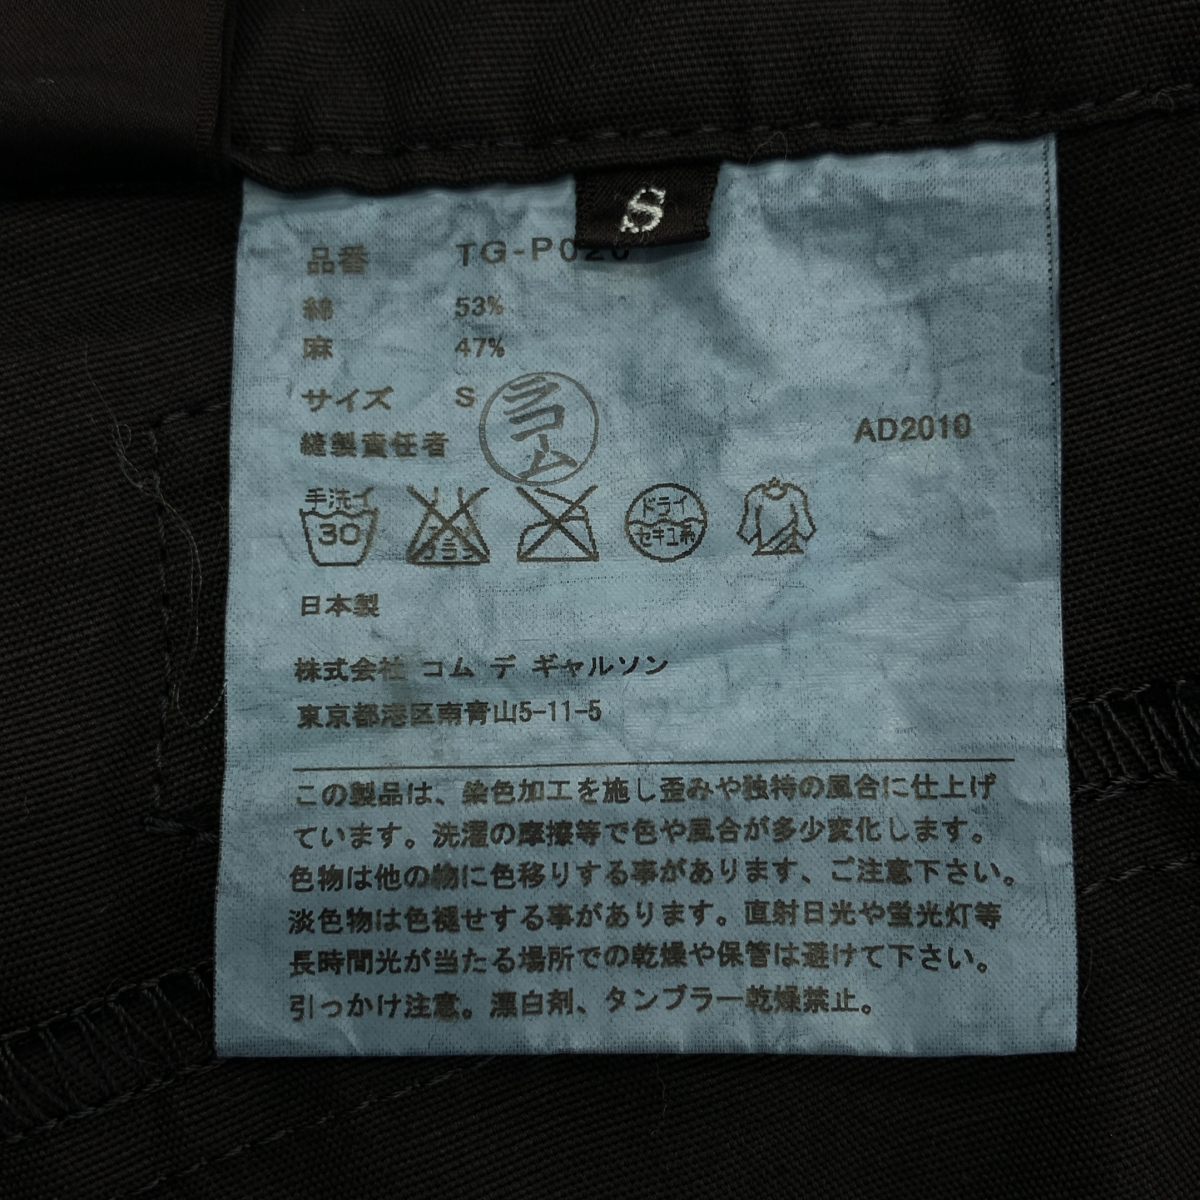 S
品番 TG-P020
綿 53%
麻 47%
サイズ S
縫製責任者 ラコーム
AD2010
手洗イ
30
ドライ
セキユ系
日本製
株式会社 コム デ ギャルソン
東京都港区南青山5-11-5
この製品は、染色加工を施し歪みや独特の風合に仕上げ
ています。洗濯の摩擦等で色や風合が多少変化します。
色物は他の物に色移りする事があります、ご注意下さい。
淡色物は色褪せする事があります。直射日光や蛍光灯等
長時間光が当たる場所での乾燥や保管は避けて下さい。
引っかけ注意。漂白剤、タンブラー乾燥禁止。